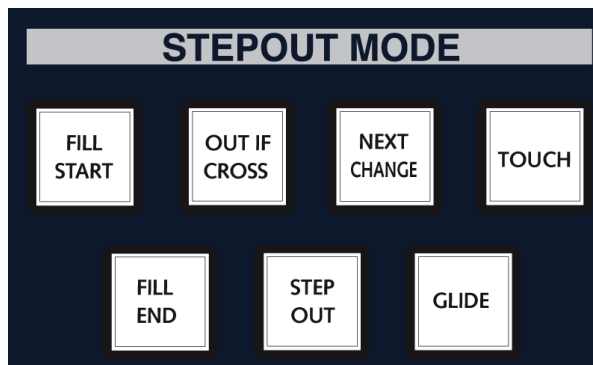 STEPOUT MODE
FILL
START
OUT IF
CROSS
NEXT
CHANGE
TOUCH
FILL
END
STEP
OUT
GLIDE